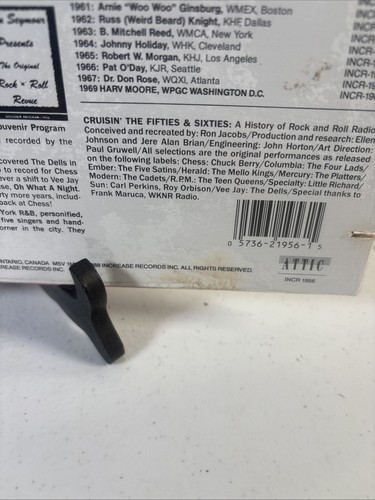 n Seymour
Presents
The Original
Rock & Roll
Revue
1961: Arnie "Woo Woo" Ginsburg, WMEX, Boston
1962: Russ (Weird Beard) Knight, KHE Dallas
1963: B. Mitchell Reed, WMCA, New York
1964: Johnny Holiday, WHK, Cleveland
1965: Robert W. Morgan, KHJ, Los Angeles
1966: Pat O'Day, KJR, Seattle
1967: Dr. Don Rose, WQXI, Atlanta
1969 HARV MOORE, WPGC WASHINGTON D.C.
INCR-19
INCR-19
INCR-19
INCR-196
ouvenir Program
recorded by the
covered The Dells in
to record for Chess
ever a shift to Vee Jay
se, Oh What A Night.
rty more years, includ-
back at Chess!
York R&B, personified,
five singers and hand-
orner in the city. They
CRUISIN' THE FIFTIES & SIXTIES: A History of Rock and Roll Radio
Conceived and recreated by: Ron Jacobs/Production and research: Ellen
Johnson and Jere Alan Brian/Engineering: John Horton/Art Direction:
Paul Gruwell/All selections are the original performances as released
on the following labels: Chess: Chuck Berry/Columbia: The Four Lads/
Ember: The Five Satins/Herald: The Mello Kings/Mercury: The Platters,
Modern: The Cadets/R.P.M.: The Teen Queens/Specialty: Little Richard/
Sun: Carl Perkins, Roy Orbison/Vee Jay: The Dells/Special thanks to
Frank Maruca, WKNR Radio.
0 5736-21956-1 5
ONTARIO, CANADA
REASE RECORDS INC.
INCREASE RECORDS INC. ALL RIGHTS RESERVED.
ATTIC
INCR 1956